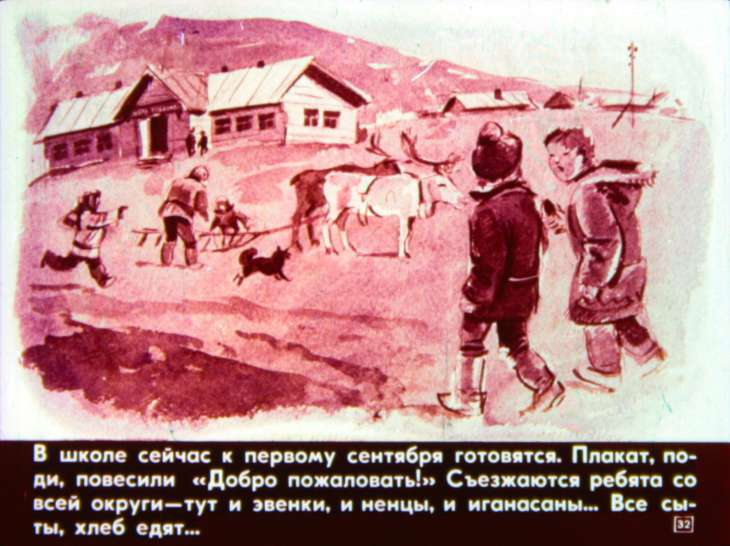 В школе сейчас к первому сентября готовятся. Плакат, по-
ди, повесили «Добро пожаловать!» Съезжаются ребята со
всей округи—тут и эвенки, и ненцы, и иганасаны... Все сы-
ты, хлеб едят...
32